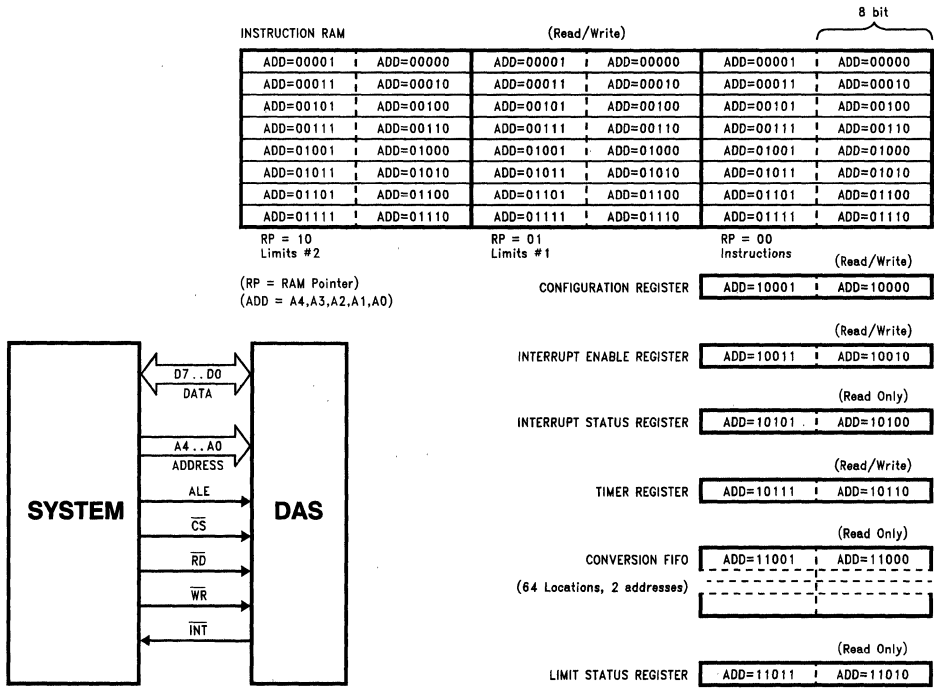 8 bit
INSTRUCTION RAM (Read/Write)
ADD=00001 ADD=00000 ADD=00001 ADD=00000 ADD=00001 ADD=00000
ADD=00011 ADD=00010 ADD=00011 ADD=00010 ADD=00011 ADD=00010
ADD=00101 ADD=00100 ADD=00101 ADD=00100 ADD=00101 ADD=00100
ADD=00111 ADD=00110 ADD=00111 ADD=00110 ADD=00111 ADD=00110
ADD=01001 ADD=01000 ADD=01001 ADD=01000 ADD=01001 ADD=01000
ADD=01011 ADD=01010 ADD=01011 ADD=01010 ADD=01011 ADD=01010
ADD=01101 ADD=01100 ADD=01101 ADD=01100 ADD=01101 ADD=01100
ADD=01111 ADD=01110 ADD=01111 ADD=01110 ADD=01111 ADD=01110
RP = 10 RP = 01 RP = 00
Limits #2 Limits #1 Instructions
(RP = RAM Pointer)
(ADD = A4,A3,A2,A1,A0)
(Read/Write)
CONFIGURATION REGISTER ADD=10001 ADD=10000
(Read/Write)
INTERRUPT ENABLE REGISTER ADD=10011 ADD=10010
(Read Only)
INTERRUPT STATUS REGISTER ADD=10101 ADD=10100
(Read/Write)
TIMER REGISTER ADD=10111 ADD=10110
(Read Only)
CONVERSION FIFO ADD=11001 ADD=11000
(64 Locations, 2 addresses)
(Read Only)
LIMIT STATUS REGISTER ADD=11011 ADD=11010
SYSTEM
D7..D0
DATA
A4..A0
ADDRESS
ALE
C̅S̅
R̅D̅
W̅R̅
I̅N̅T̅
DAS